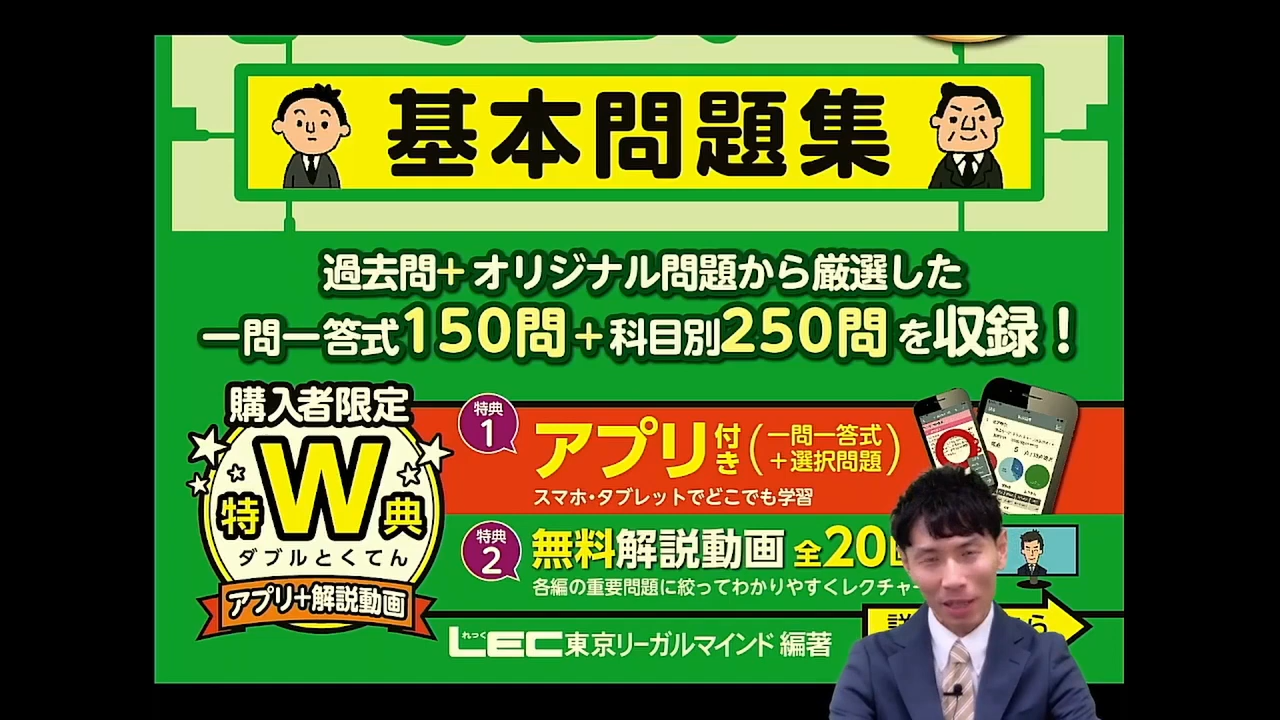 基本問題集
過去問+オリジナル問題から厳選した
一問一答式150問+科目別250問を収録!
購入者限定
W
特典
ダブルとくてん
アプリ+解説動画
特典
1
アプリ付き(一問一答式+選択問題)
スマホ・タブレットでどこでも学習
特典
2
無料解説動画 全20
各編の重要問題に絞ってわかりやすくレクチャー
れっく
LEC東京リーガルマインド 編著